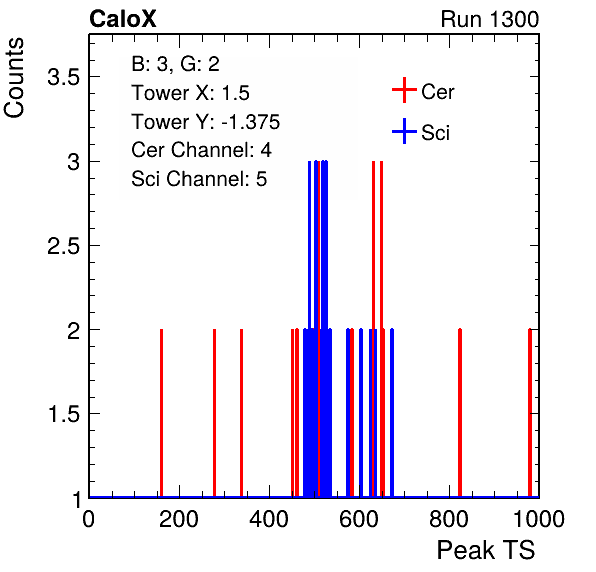 CaloX Run 1300
Counts
B: 3, G: 2
Tower X: 1.5
Tower Y: -1.375
Cer Channel: 4
Sci Channel: 5
Cer
Sci
3.5
3
2.5
2
1.5
1
0 200 400 600 800 1000
Peak TS